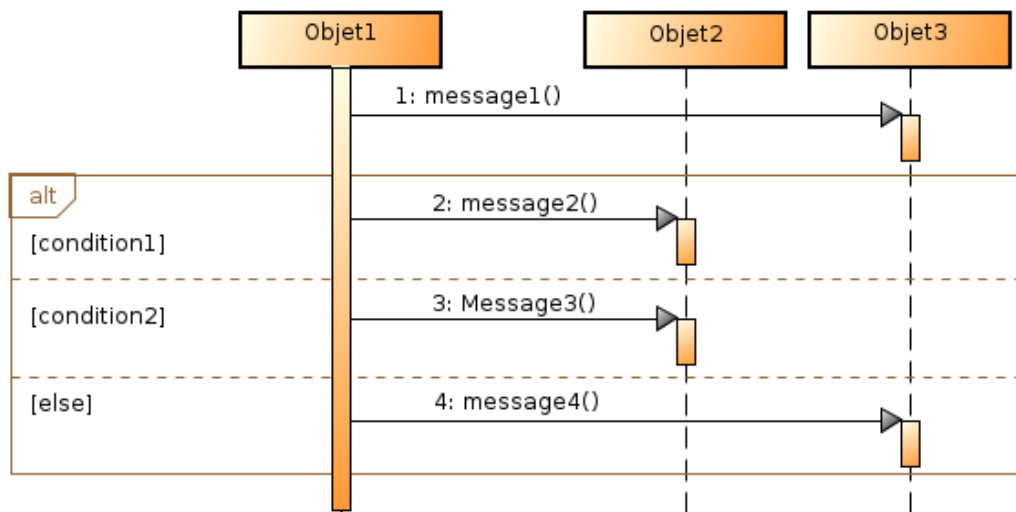 Objet1
Objet2
Objet3
1: message1()
alt
2: message2()
[condition1]
3: Message3()
[condition2]
4: message4()
[else]